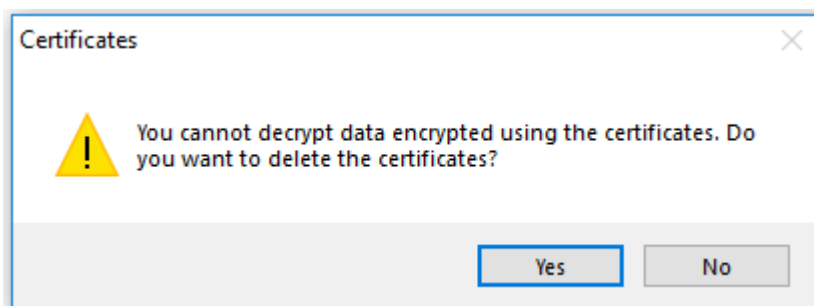 Certificates
You cannot decrypt data encrypted using the certificates. Do
you want to delete the certificates?
Yes
No